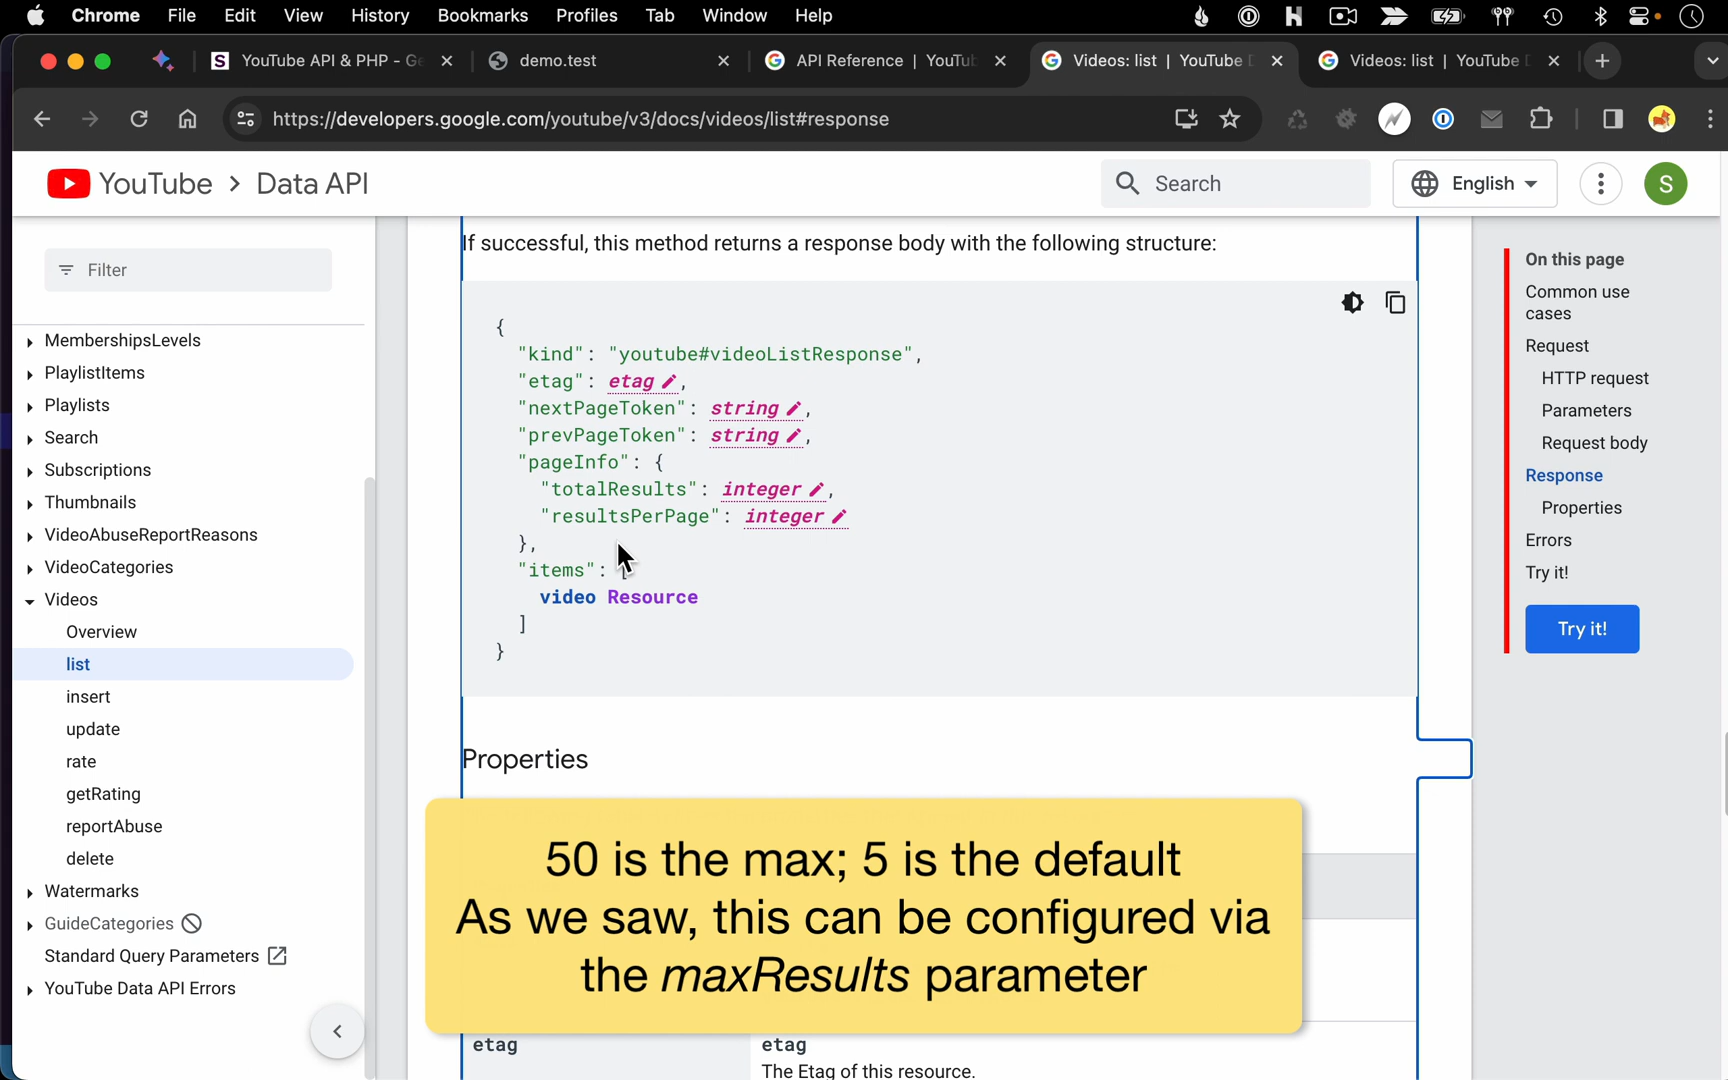 Chrome File Edit View History Bookmarks Profiles Tab Window Help
YouTube API & PHP - Ge
demo.test
API Reference | YouTub
Videos: list | YouTube D
Videos: list | YouTube D
https://developers.google.com/youtube/v3/docs/videos/list#response
YouTube > Data API
Search
English
S
Filter
MembershipsLevels
PlaylistItems
Playlists
Search
Subscriptions
Thumbnails
VideoAbuseReportReasons
VideoCategories
Videos
Overview
list
insert
update
rate
getRating
reportAbuse
delete
Watermarks
GuideCategories
Standard Query Parameters
YouTube Data API Errors
If successful, this method returns a response body with the following structure:
{
"kind": "youtube#videoListResponse",
"etag": etag,
"nextPageToken": string,
"prevPageToken": string,
"pageInfo": {
"totalResults": integer,
"resultsPerPage": integer
},
"items": [
video Resource
]
}
Properties
50 is the max; 5 is the default
As we saw, this can be configured via
the maxResults parameter
etag
etag
The Etag of this resource.
On this page
Common use
cases
Request
HTTP request
Parameters
Request body
Response
Properties
Errors
Try it!
Try it!